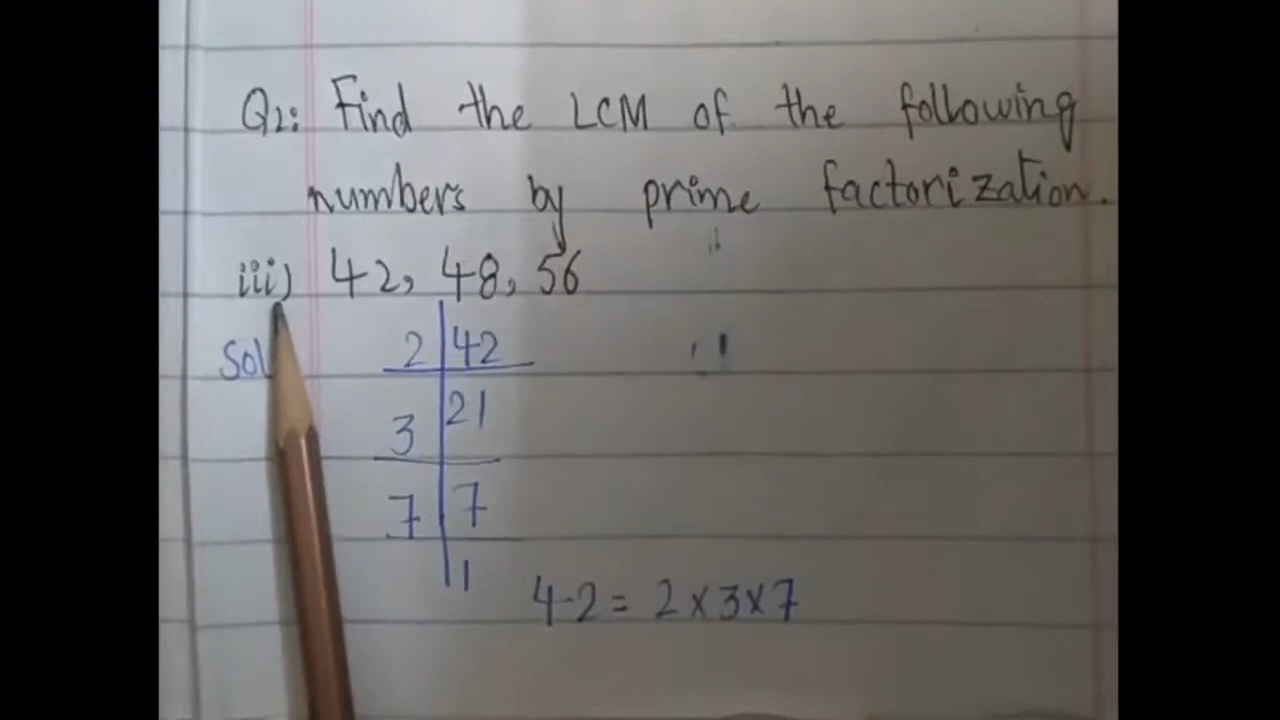 Q2: Find the LCM of the following
numbers by prime factorization.
iii) 42, 48, 56
Sol
2 | 42
3 | 21
7 | 7
1
42 = 2 x 3 x 7